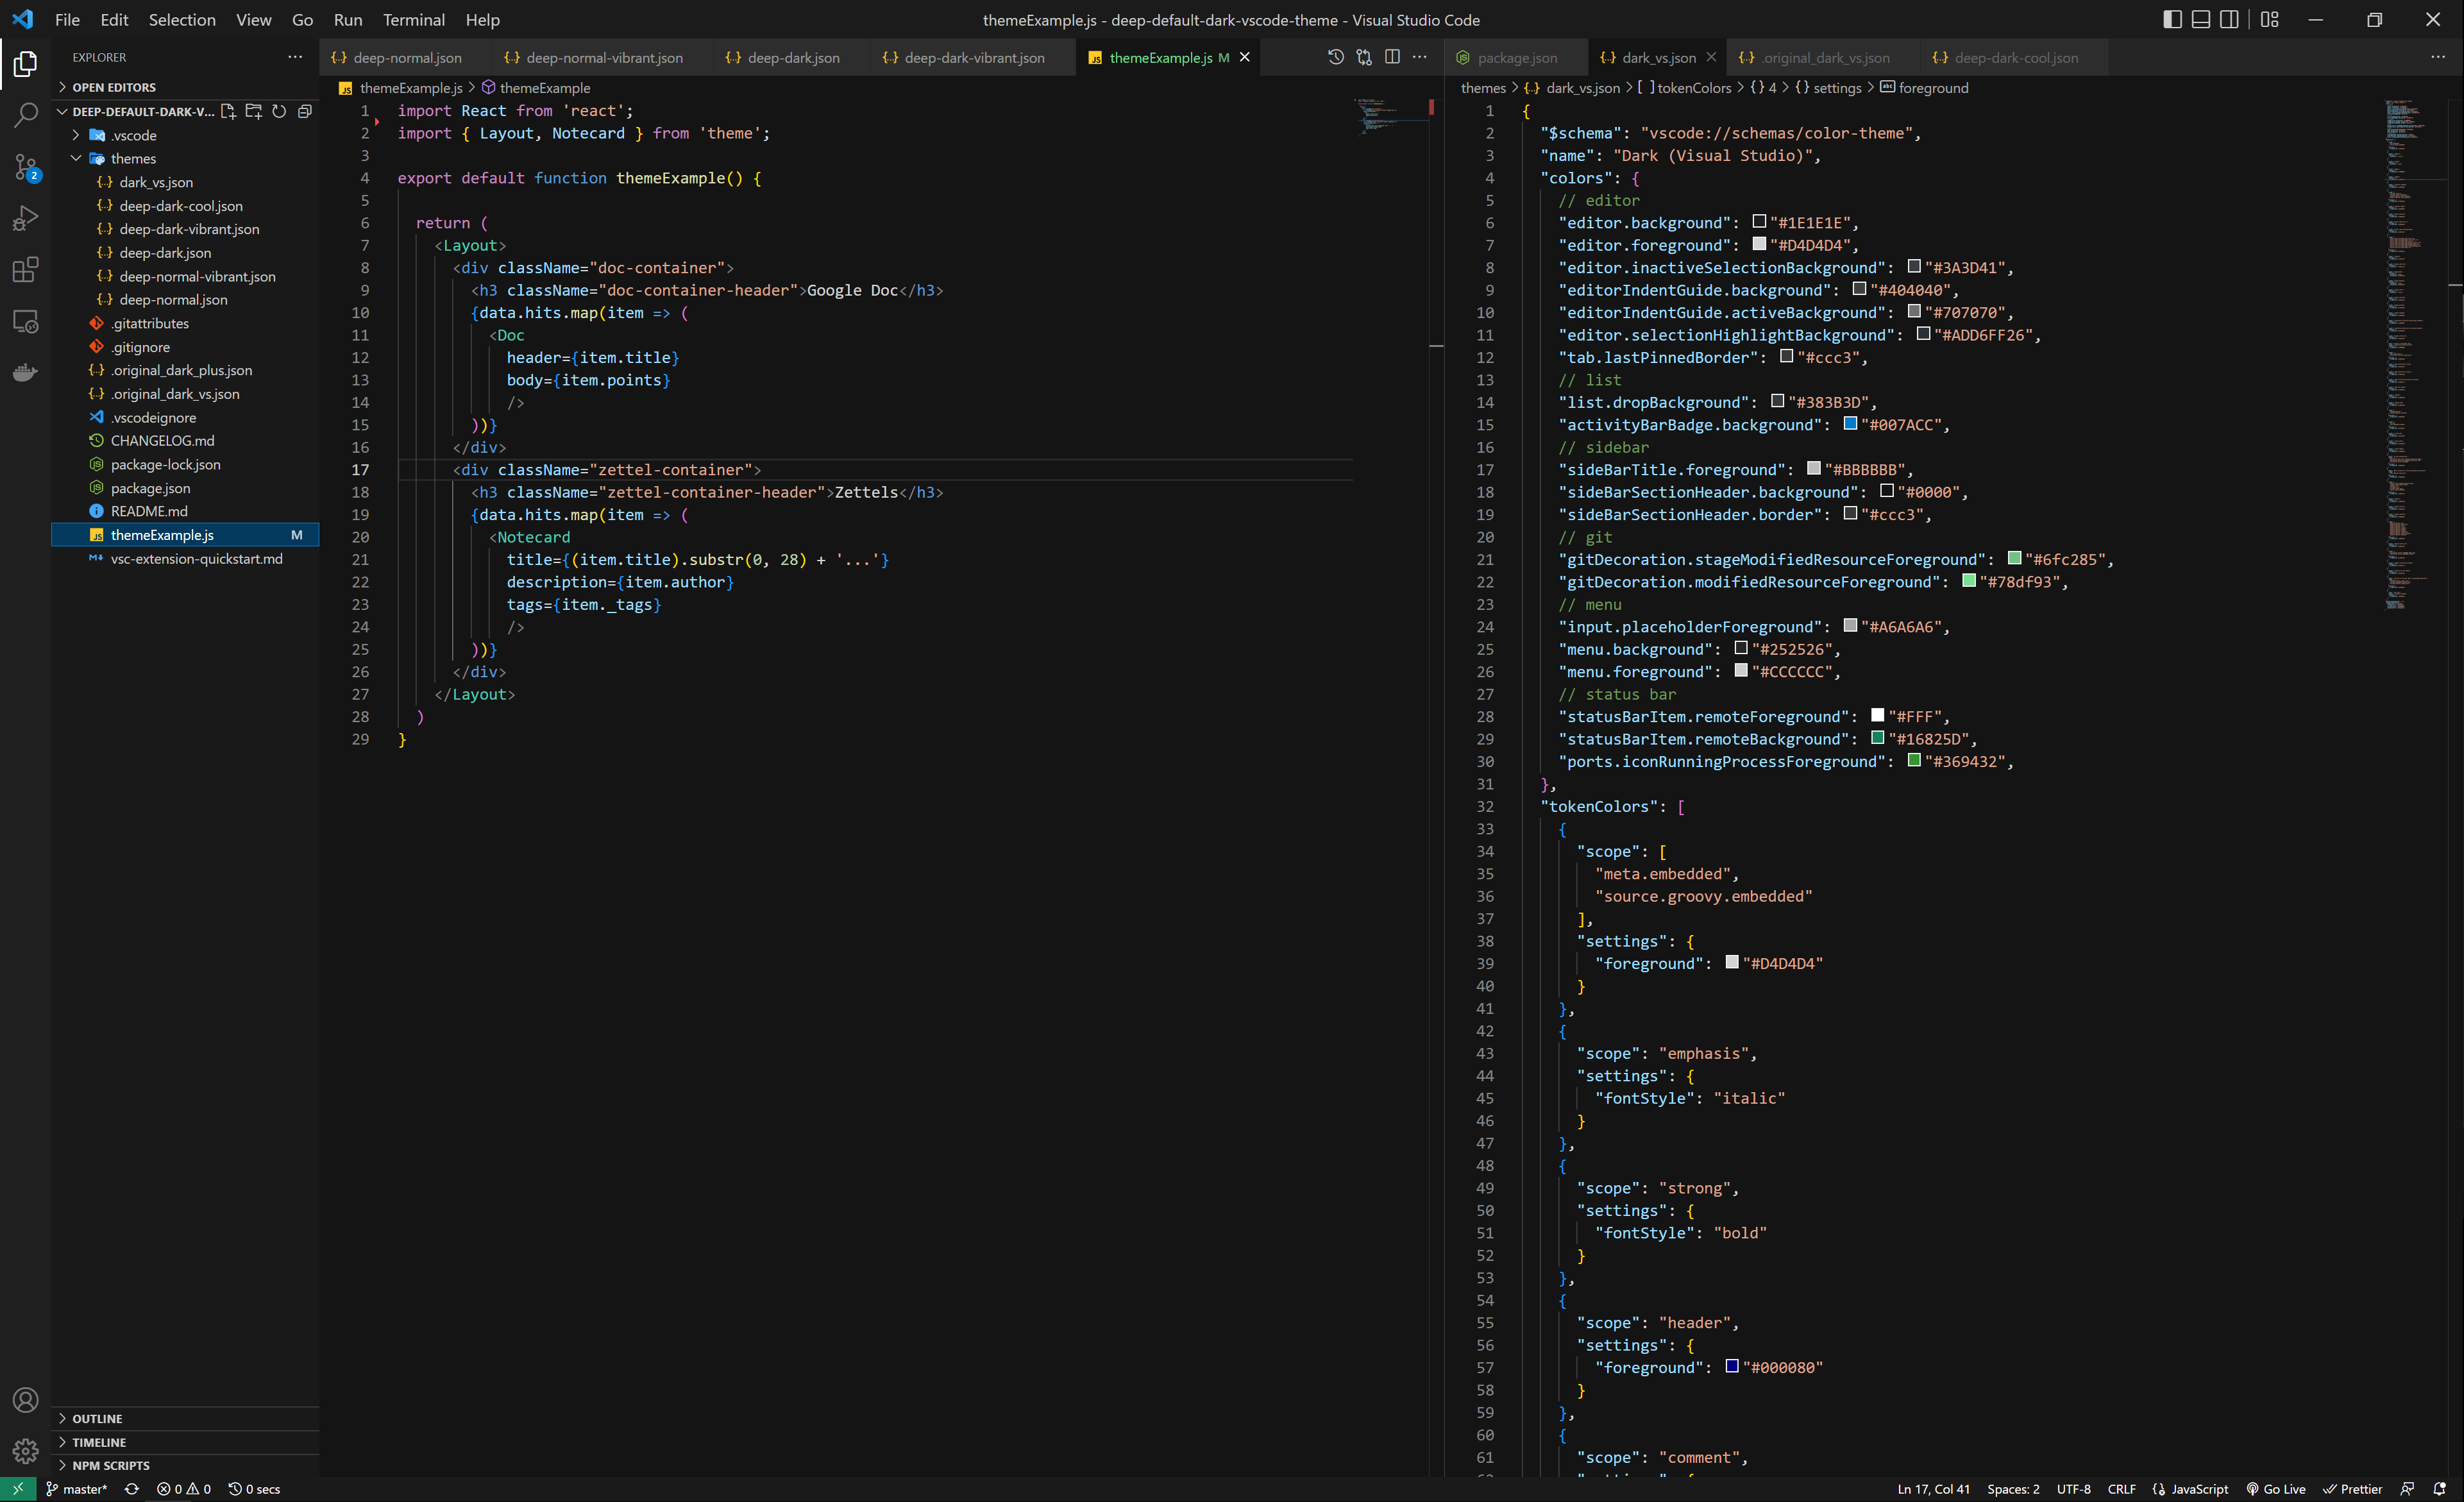 File Edit Selection View Go Run Terminal Help
themeExample.js - deep-default-dark-vscode-theme - Visual Studio Code
EXPLORER
OPEN EDITORS
DEEP-DEFAULT-DARK-V...
.vscode
themes
dark_vs.json
deep-dark-cool.json
deep-dark-vibrant.json
deep-dark.json
deep-normal-vibrant.json
deep-normal.json
.gitattributes
.gitignore
.original_dark_plus.json
.original_dark_vs.json
.vscodeignore
CHANGELOG.md
package-lock.json
package.json
README.md
themeExample.js M
vsc-extension-quickstart.md
OUTLINE
TIMELINE
NPM SCRIPTS
2
deep-normal.json deep-normal-vibrant.json deep-dark.json deep-dark-vibrant.json themeExample.js M
themeExample.js > themeExample
1 import React from 'react';
2 import { Layout, Notecard } from 'theme';
3
4 export default function themeExample() {
5
6 return (
7 <Layout>
8 <div className="doc-container">
9 <h3 className="doc-container-header">Google Doc</h3>
10 {data.hits.map(item => (
11 <Doc
12 header={item.title}
13 body={item.points}
14 />
15 ))}
16 </div>
17 <div className="zettel-container">
18 <h3 className="zettel-container-header">Zettels</h3>
19 {data.hits.map(item => (
20 <Notecard
21 title={(item.title).substr(0, 28) + '...'}
22 description={item.author}
23 tags={item._tags}
24 />
25 ))}
26 </div>
27 </Layout>
28 )
29 }
package.json dark_vs.json .original_dark_vs.json deep-dark-cool.json
themes > {} dark_vs.json > [ ] tokenColors > {} 4 > {} settings > abc foreground
1 {
2 "$schema": "vscode://schemas/color-theme",
3 "name": "Dark (Visual Studio)",
4 "colors": {
5 // editor
6 "editor.background": "#1E1E1E",
7 "editor.foreground": "#D4D4D4",
8 "editor.inactiveSelectionBackground": "#3A3D41",
9 "editorIndentGuide.background": "#404040",
10 "editorIndentGuide.activeBackground": "#707070",
11 "editor.selectionHighlightBackground": "#ADD6FF26",
12 "tab.lastPinnedBorder": "#ccc3",
13 // list
14 "list.dropBackground": "#383B3D",
15 "activityBarBadge.background": "#007ACC",
16 // sidebar
17 "sideBarTitle.foreground": "#BBBBBB",
18 "sideBarSectionHeader.background": "#0000",
19 "sideBarSectionHeader.border": "#ccc3",
20 // git
21 "gitDecoration.stageModifiedResourceForeground": "#6fc285",
22 "gitDecoration.modifiedResourceForeground": "#78df93",
23 // menu
24 "input.placeholderForeground": "#A6A6A6",
25 "menu.background": "#252526",
26 "menu.foreground": "#CCCCCC",
27 // status bar
28 "statusBarItem.remoteForeground": "#FFF",
29 "statusBarItem.remoteBackground": "#16825D",
30 "ports.iconRunningProcessForeground": "#369432",
31 },
32 "tokenColors": [
33 {
34 "scope": [
35 "meta.embedded",
36 "source.groovy.embedded"
37 ],
38 "settings": {
39 "foreground": "#D4D4D4"
40 }
41 },
42 {
43 "scope": "emphasis",
44 "settings": {
45 "fontStyle": "italic"
46 }
47 },
48 {
49 "scope": "strong",
50 "settings": {
51 "fontStyle": "bold"
52 }
53 },
54 {
55 "scope": "header",
56 "settings": {
57 "foreground": "#000080"
58 }
59 },
60 {
61 "scope": "comment",
master* 0 0 0 secs
Ln 17, Col 41 Spaces: 2 UTF-8 CRLF {} JavaScript Go Live Prettier